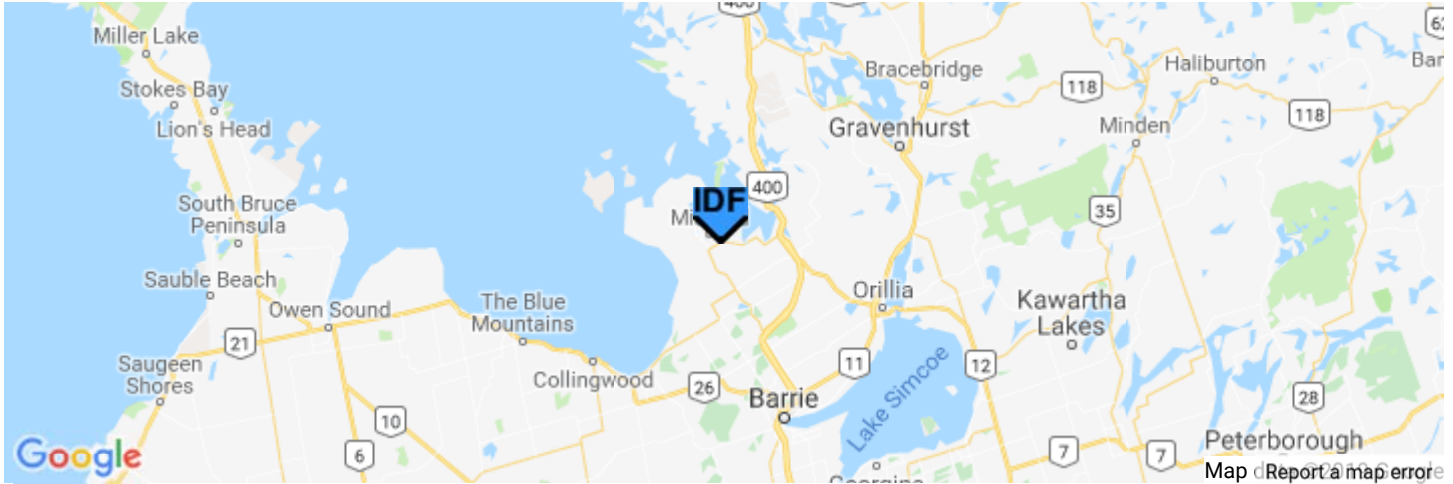 400
Miller Lake
Stokes Bay
Lion's Head
Bracebridge
118
Haliburton
118
62
Gravenhurst
Minden
400
IDF
35
South Bruce
Peninsula
Sauble Beach
Owen Sound
The Blue
Mountains
Orillia
Kawartha
Lakes
21
Saugeen
Shores
Collingwood
26
11
12
Barrie
Lake Simcoe
28
10
6
7
7
Peterborough
Google
Map
Report a map error